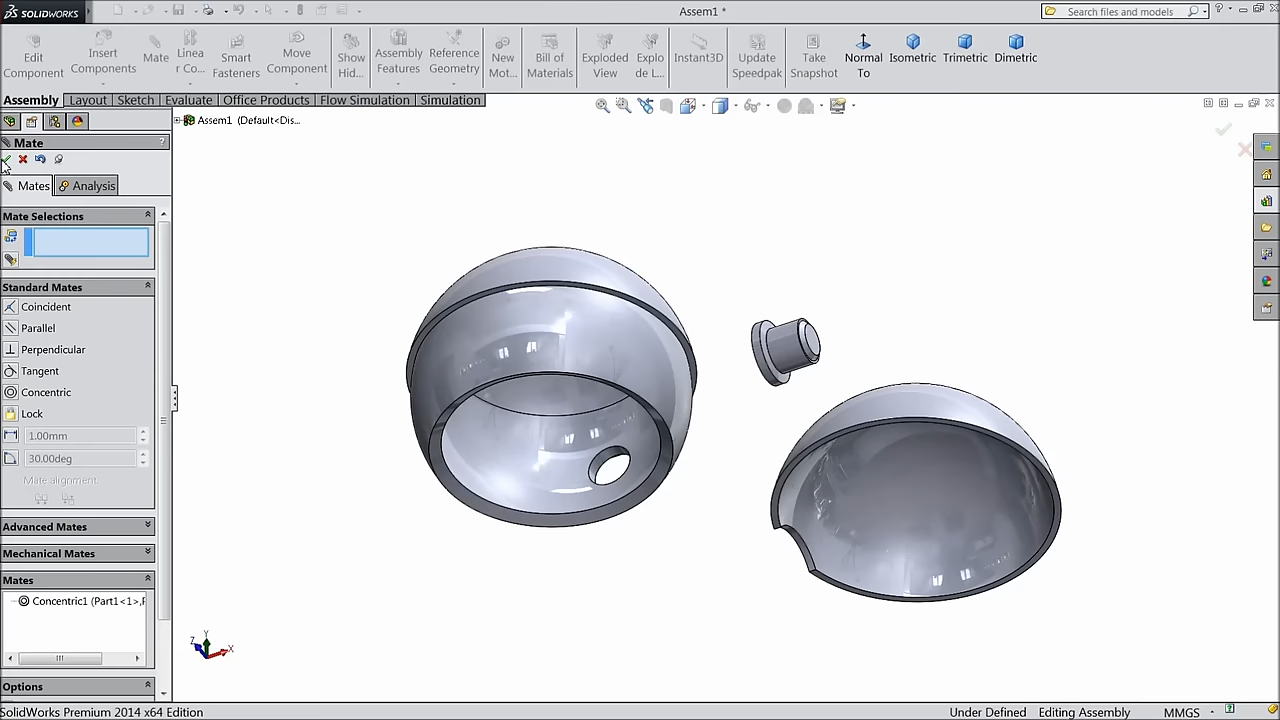 SOLIDWORKS
Assem1 *
Search files and models
Edit Component
Insert Components
Mate
Linea r Co...
Smart Fasteners
Move Component
Show Hid...
Assembly Features
Reference Geometry
New Mot...
Bill of Materials
Exploded View
Explo de L...
Instant3D
Update Speedpak
Take Snapshot
Normal To
Isometric
Trimetric
Dimetric
Assembly
Layout
Sketch
Evaluate
Office Products
Flow Simulation
Simulation
Assem1 (Default<Dis...
Mate
?
Mates
Analysis
Mate Selections
Standard Mates
Coincident
Parallel
Perpendicular
Tangent
Concentric
Lock
1.00mm
30.00deg
Mate alignment
Advanced Mates
Mechanical Mates
Mates
Concentric1 (Part1<1>,F
Options
Y
Z
X
SolidWorks Premium 2014 x64 Edition
Under Defined
Editing Assembly
MMGS